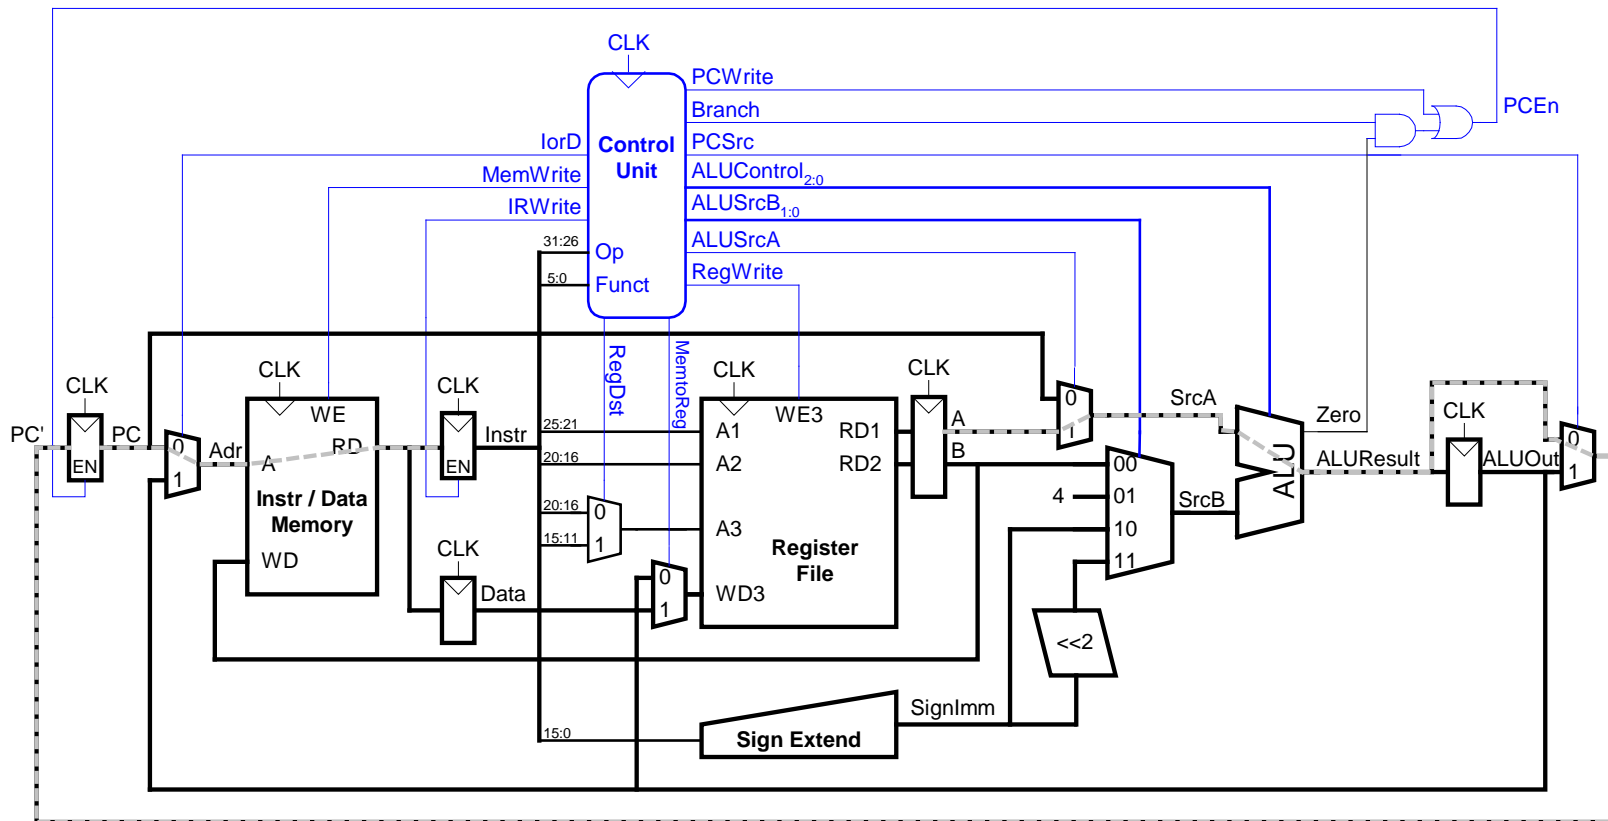 CLK
PCWrite
Branch
PCEn
IorD
Control
Unit
PCSrc
MemWrite
ALUControl2:0
IRWrite
ALUSrcB1:0
31:26
Op
ALUSrcA
5:0
Funct
RegWrite
RegDst
MemtoReg
CLK
CLK
CLK
CLK
CLK
PC'
PC
EN
0
1
Adr
A
WE
RD
Instr / Data
Memory
WD
EN
Instr
25:21
20:16
20:16
15:11
0
1
A1
A2
A3
WD3
WE3
RD1
RD2
Register
File
A
B
0
1
SrcA
00
01
10
11
4
SrcB
ALU
Zero
ALUResult
CLK
ALUOut
0
1
CLK
Data
0
1
<<2
SignImm
15:0
Sign Extend